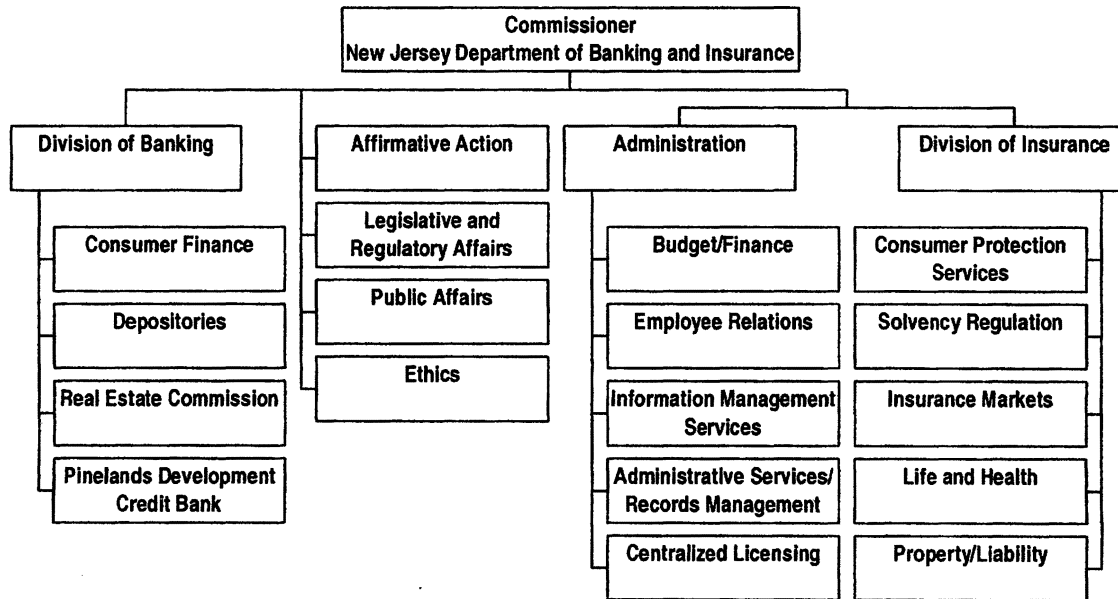 Commissioner
New Jersey Department of Banking and Insurance
Division of Banking
Consumer Finance
Depositories
Real Estate Commission
Pinelands Development
Credit Bank
Affirmative Action
Legislative and
Regulatory Affairs
Public Affairs
Ethics
Administration
Budget/Finance
Employee Relations
Information Management
Services
Administrative Services/
Records Management
Centralized Licensing
Division of Insurance
Consumer Protection
Services
Solvency Regulation
Insurance Markets
Life and Health
Property/Liability